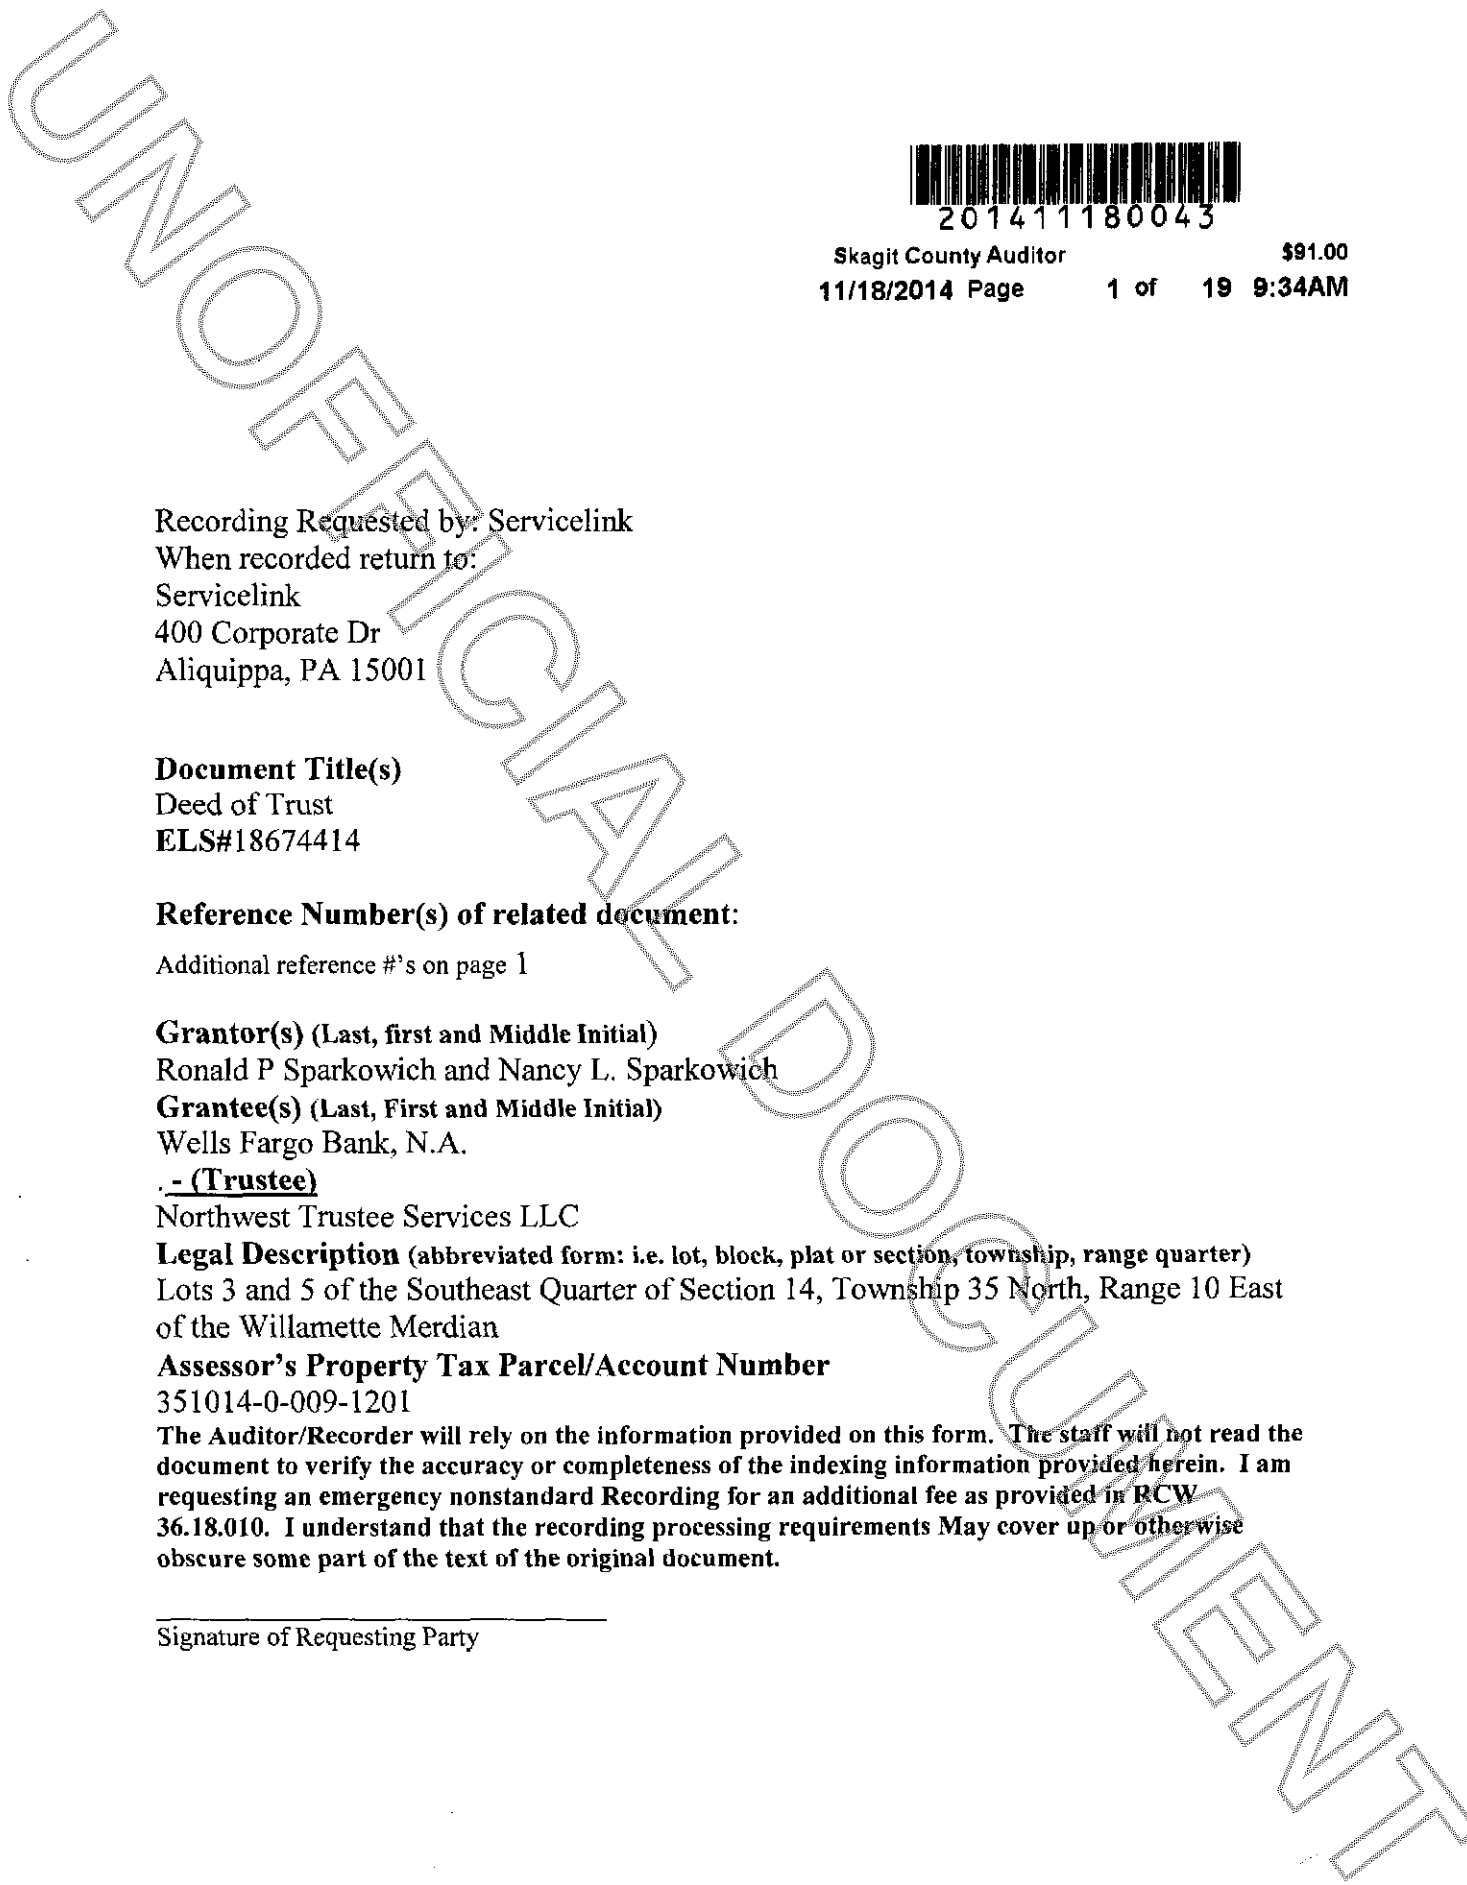 UNOFFICIAL DOCUMENT
201411180043
Skagit County Auditor $91.00
11/18/2014 Page 1 of 19 9:34AM
Recording Requested by: Servicelink
When recorded return to:
Servicelink
400 Corporate Dr
Aliquippa, PA 15001
Document Title(s)
Deed of Trust
ELS#18674414
Reference Number(s) of related document:
Additional reference #'s on page 1
Grantor(s) (Last, first and Middle Initial)
Ronald P Sparkowich and Nancy L. Sparkowich
Grantee(s) (Last, First and Middle Initial)
Wells Fargo Bank, N.A.
. - (Trustee)
Northwest Trustee Services LLC
Legal Description (abbreviated form: i.e. lot, block, plat or section, township, range quarter)
Lots 3 and 5 of the Southeast Quarter of Section 14, Township 35 North, Range 10 East
of the Willamette Merdian
Assessor's Property Tax Parcel/Account Number
351014-0-009-1201
The Auditor/Recorder will rely on the information provided on this form. The staff will not read the
document to verify the accuracy or completeness of the indexing information provided herein. I am
requesting an emergency nonstandard Recording for an additional fee as provided in RCW
36.18.010. I understand that the recording processing requirements May cover up or otherwise
obscure some part of the text of the original document.
Signature of Requesting Party